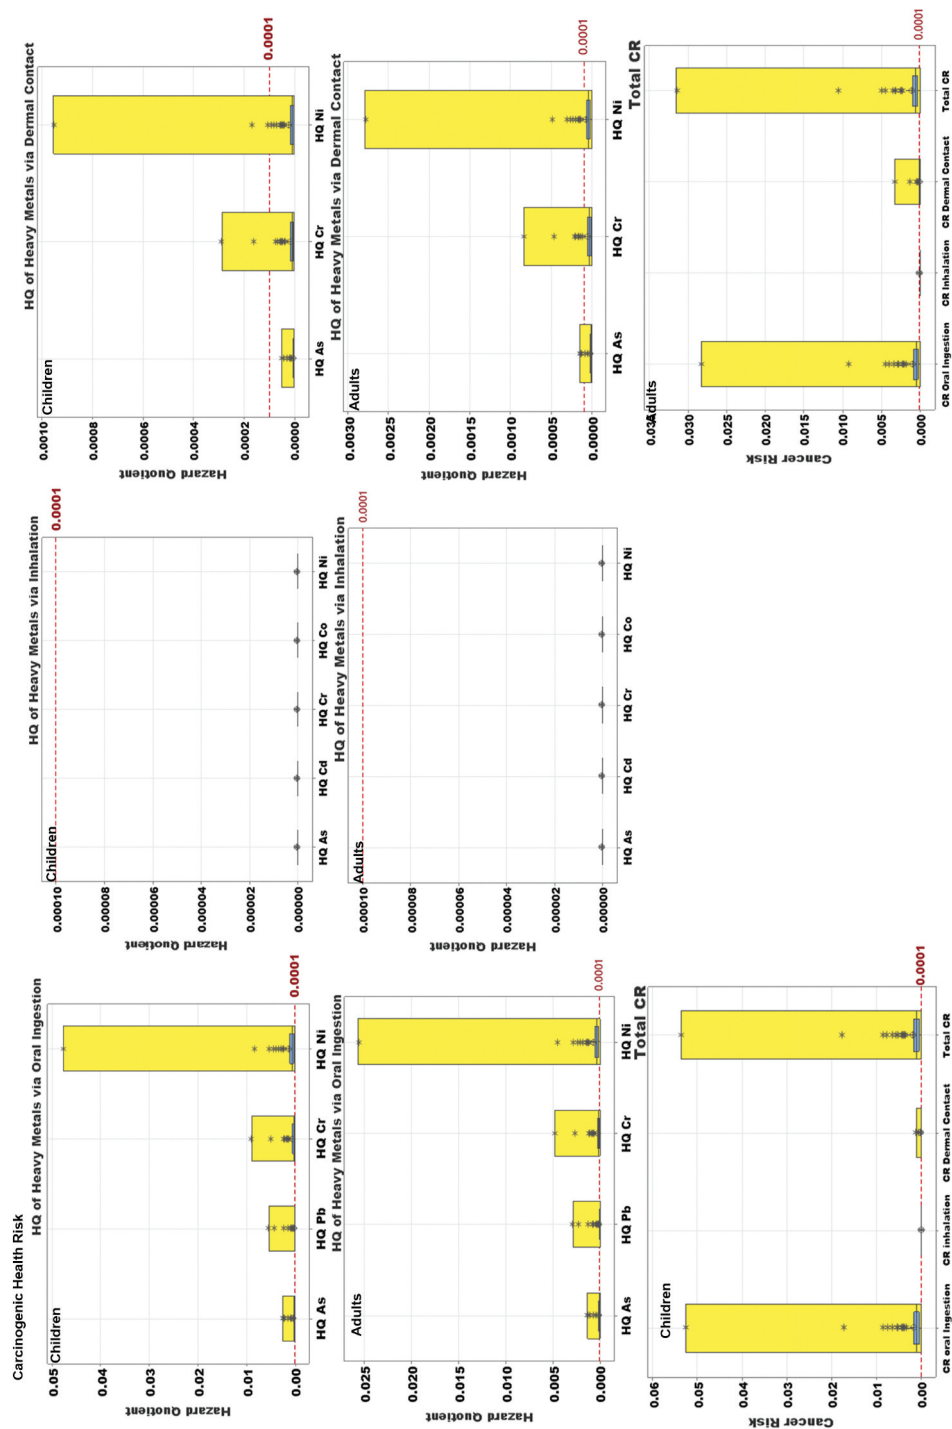 Carcinogenic Health Risk
HQ of Heavy Metals via Oral Ingestion
Children
0.05
0.04
0.03
0.02
0.01
0.00
Hazard Quotient
0.0001
HQ As
HQ Pb
HQ Cr
HQ Ni
HQ of Heavy Metals via Inhalation
Children
0.00010
0.00008
0.00006
0.00004
0.00002
0.00000
Hazard Quotient
0.0001
HQ As
HQ Cd
HQ Cr
HQ Co
HQ Ni
HQ of Heavy Metals via Dermal Contact
Children
0.0010
0.0008
0.0006
0.0004
0.0002
0.0000
Hazard Quotient
0.0001
HQ As
HQ Cr
HQ Ni
HQ of Heavy Metals via Oral Ingestion
Adults
0.025
0.020
0.015
0.010
0.005
0.000
Hazard Quotient
0.0001
HQ As
HQ Pb
HQ Cr
HQ Ni
HQ of Heavy Metals via Inhalation
Adults
0.00010
0.00008
0.00006
0.00004
0.00002
0.00000
Hazard Quotient
0.0001
HQ As
HQ Cd
HQ Cr
HQ Co
HQ Ni
HQ of Heavy Metals via Dermal Contact
Adults
0.0030
0.0025
0.0020
0.0015
0.0010
0.0005
0.0000
Hazard Quotient
0.0001
HQ As
HQ Cr
HQ Ni
Total CR
Children
0.06
0.05
0.04
0.03
0.02
0.01
0.00
Cancer Risk
0.0001
CR oral Ingestion
CR inhalation
CR Dermal Contact
Total CR
Total CR
Adults
0.030
0.025
0.020
0.015
0.010
0.005
0.000
Cancer Risk
0.0001
CR Oral Ingestion
CR Inhalation
CR Dermal Contact
Total CR